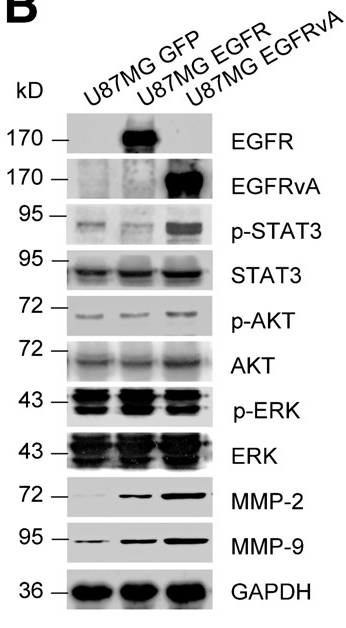 B
U87MG GFP
U87MG EGFR
U87MG EGFRvA
kD
170 EGFR
170 EGFRvA
95 p-STAT3
95 STAT3
72 p-AKT
72 AKT
43 p-ERK
43 ERK
72 MMP-2
95 MMP-9
36 GAPDH